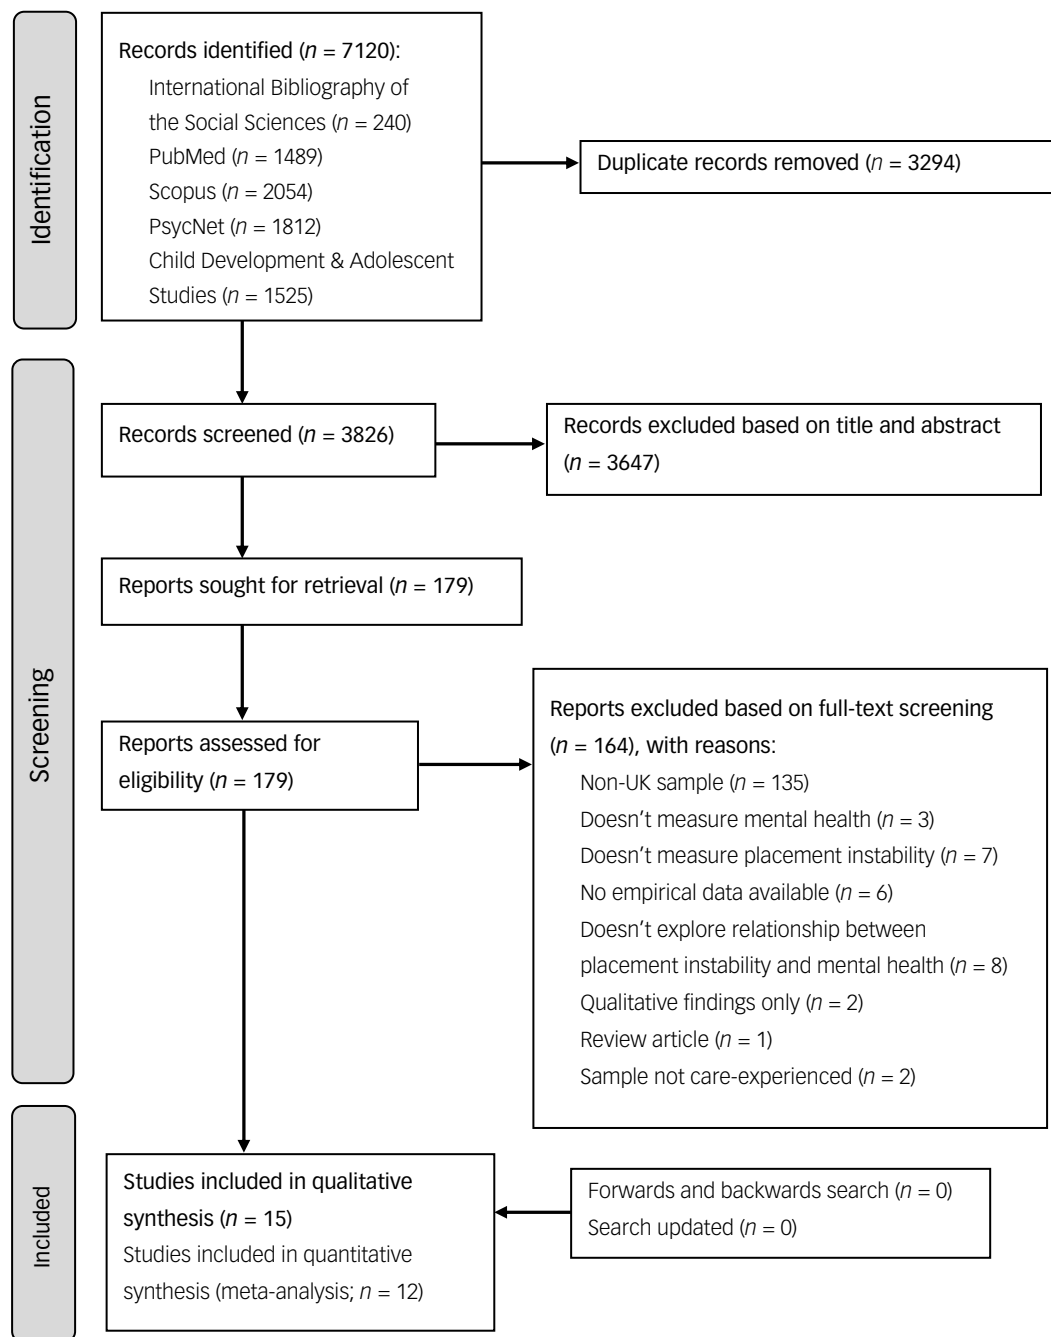 Identification
Records identified (n = 7120):
International Bibliography of
the Social Sciences (n = 240)
PubMed (n = 1489)
Scopus (n = 2054)
PsycNet (n = 1812)
Child Development & Adolescent
Studies (n = 1525)
Duplicate records removed (n = 3294)
Screening
Records screened (n = 3826)
Records excluded based on title and abstract
(n = 3647)
Reports sought for retrieval (n = 179)
Reports assessed for
eligibility (n = 179)
Reports excluded based on full-text screening
(n = 164), with reasons:
Non-UK sample (n = 135)
Doesn't measure mental health (n = 3)
Doesn't measure placement instability (n = 7)
No empirical data available (n = 6)
Doesn't explore relationship between
placement instability and mental health (n = 8)
Qualitative findings only (n = 2)
Review article (n = 1)
Sample not care-experienced (n = 2)
Included
Studies included in qualitative
synthesis (n = 15)
Studies included in quantitative
synthesis (meta-analysis; n = 12)
Forwards and backwards search (n = 0)
Search updated (n = 0)